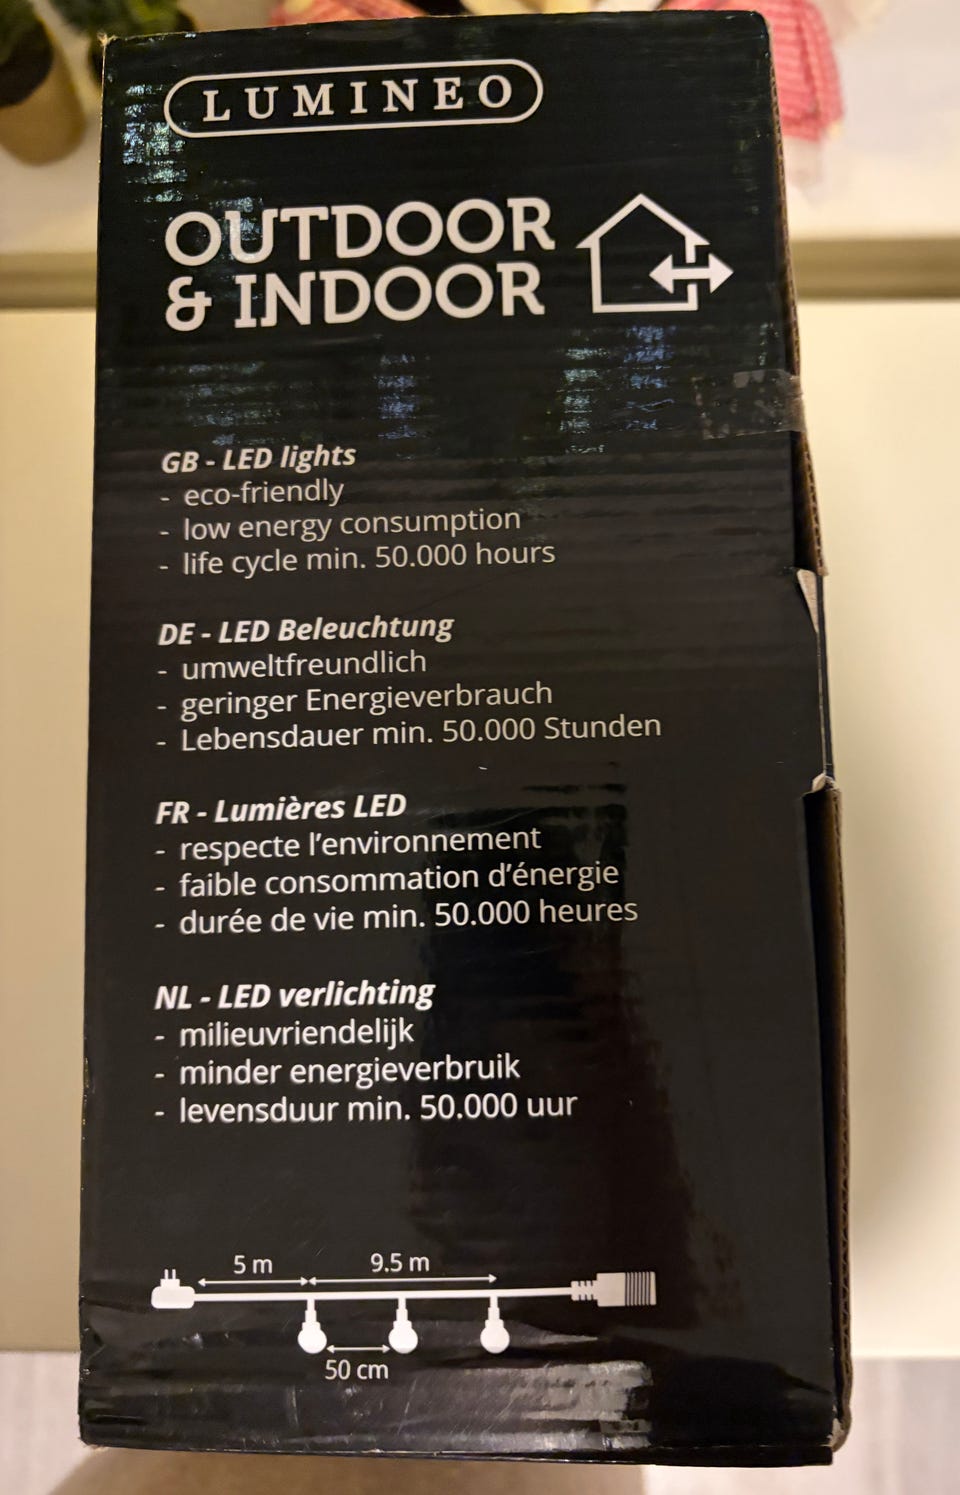 LUMINEO
OUTDOOR
& INDOOR
GB - LED lights
- eco-friendly
- low energy consumption
- life cycle min. 50.000 hours
DE - LED Beleuchtung
- umweltfreundlich
- geringer Energieverbrauch
- Lebensdauer min. 50.000 Stunden
FR - Lumières LED
- respecte l'environnement
- faible consommation d'énergie
- durée de vie min. 50.000 heures
NL - LED verlichting
- milieuvriendelijk
- minder energieverbruik
- levensduur min. 50.000 uur
5 m 9.5 m
50 cm